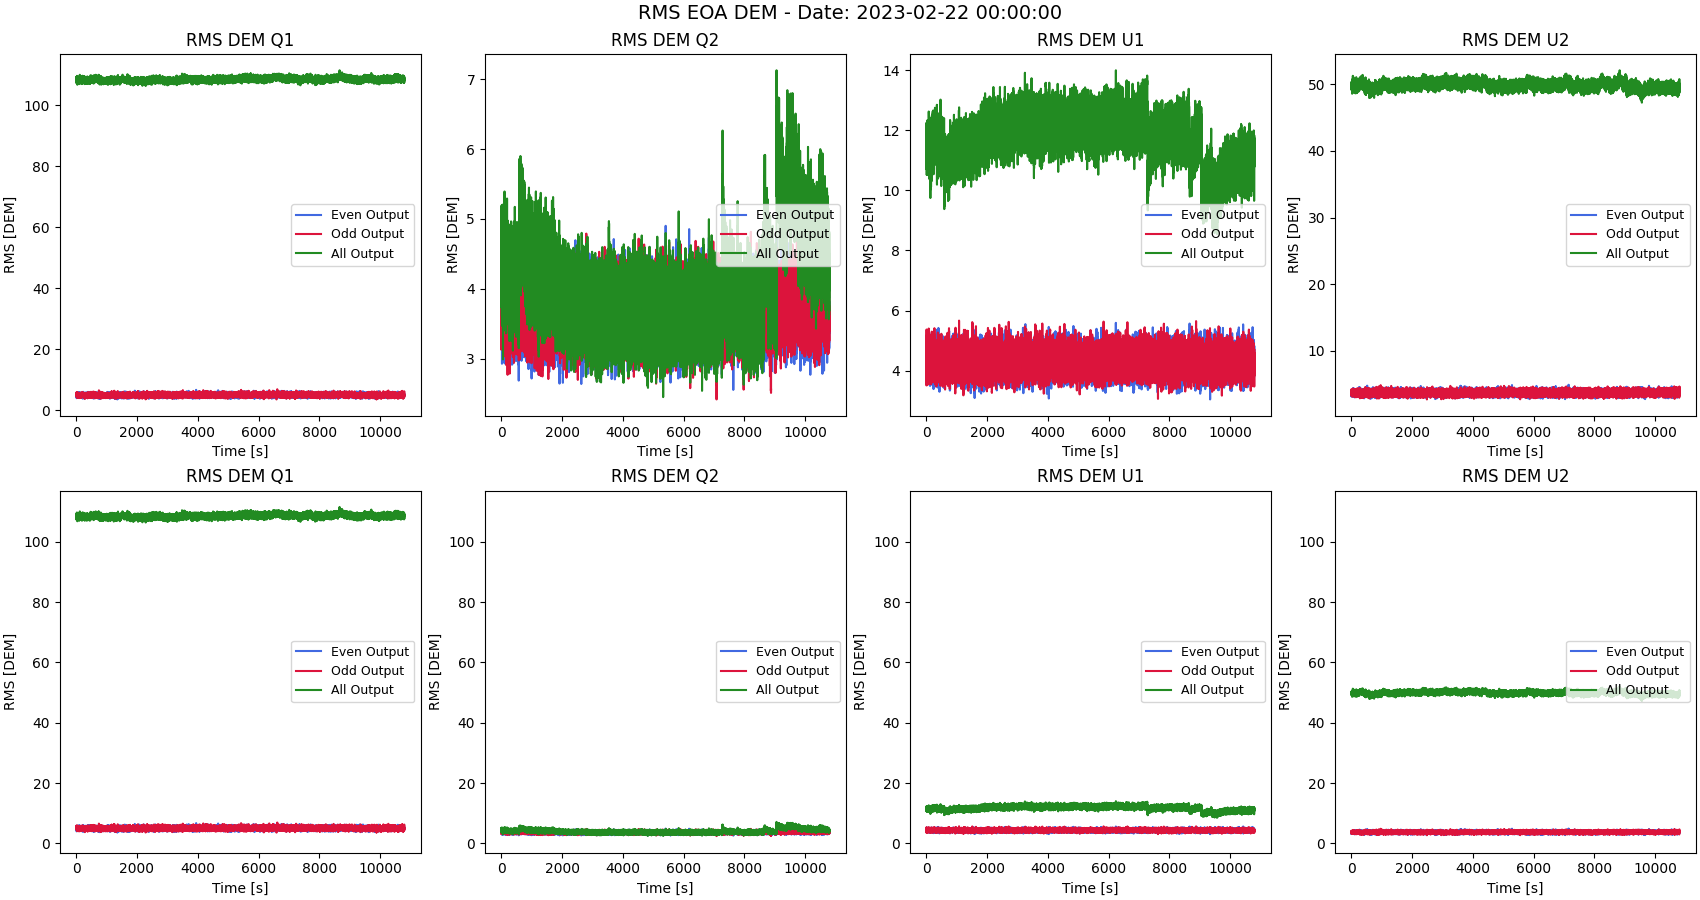 RMS EOA DEM - Date: 2023-02-22 00:00:00
RMS DEM Q1
RMS [DEM]
100
80
60
40
20
0
Even Output
Odd Output
All Output
0 2000 4000 6000 8000 10000
Time [s]
RMS DEM Q2
RMS [DEM]
7
6
5
4
3
Even Output
Odd Output
All Output
0 2000 4000 6000 8000 10000
Time [s]
RMS DEM U1
RMS [DEM]
14
12
10
8
6
4
Even Output
Odd Output
All Output
0 2000 4000 6000 8000 10000
Time [s]
RMS DEM U2
RMS [DEM]
50
40
30
20
10
Even Output
Odd Output
All Output
0 2000 4000 6000 8000 10000
Time [s]
RMS DEM Q1
RMS [DEM]
100
80
60
40
20
0
Even Output
Odd Output
All Output
0 2000 4000 6000 8000 10000
Time [s]
RMS DEM Q2
RMS [DEM]
100
80
60
40
20
0
Even Output
Odd Output
All Output
0 2000 4000 6000 8000 10000
Time [s]
RMS DEM U1
RMS [DEM]
100
80
60
40
20
0
Even Output
Odd Output
All Output
0 2000 4000 6000 8000 10000
Time [s]
RMS DEM U2
RMS [DEM]
100
80
60
40
20
0
Even Output
Odd Output
All Output
0 2000 4000 6000 8000 10000
Time [s]